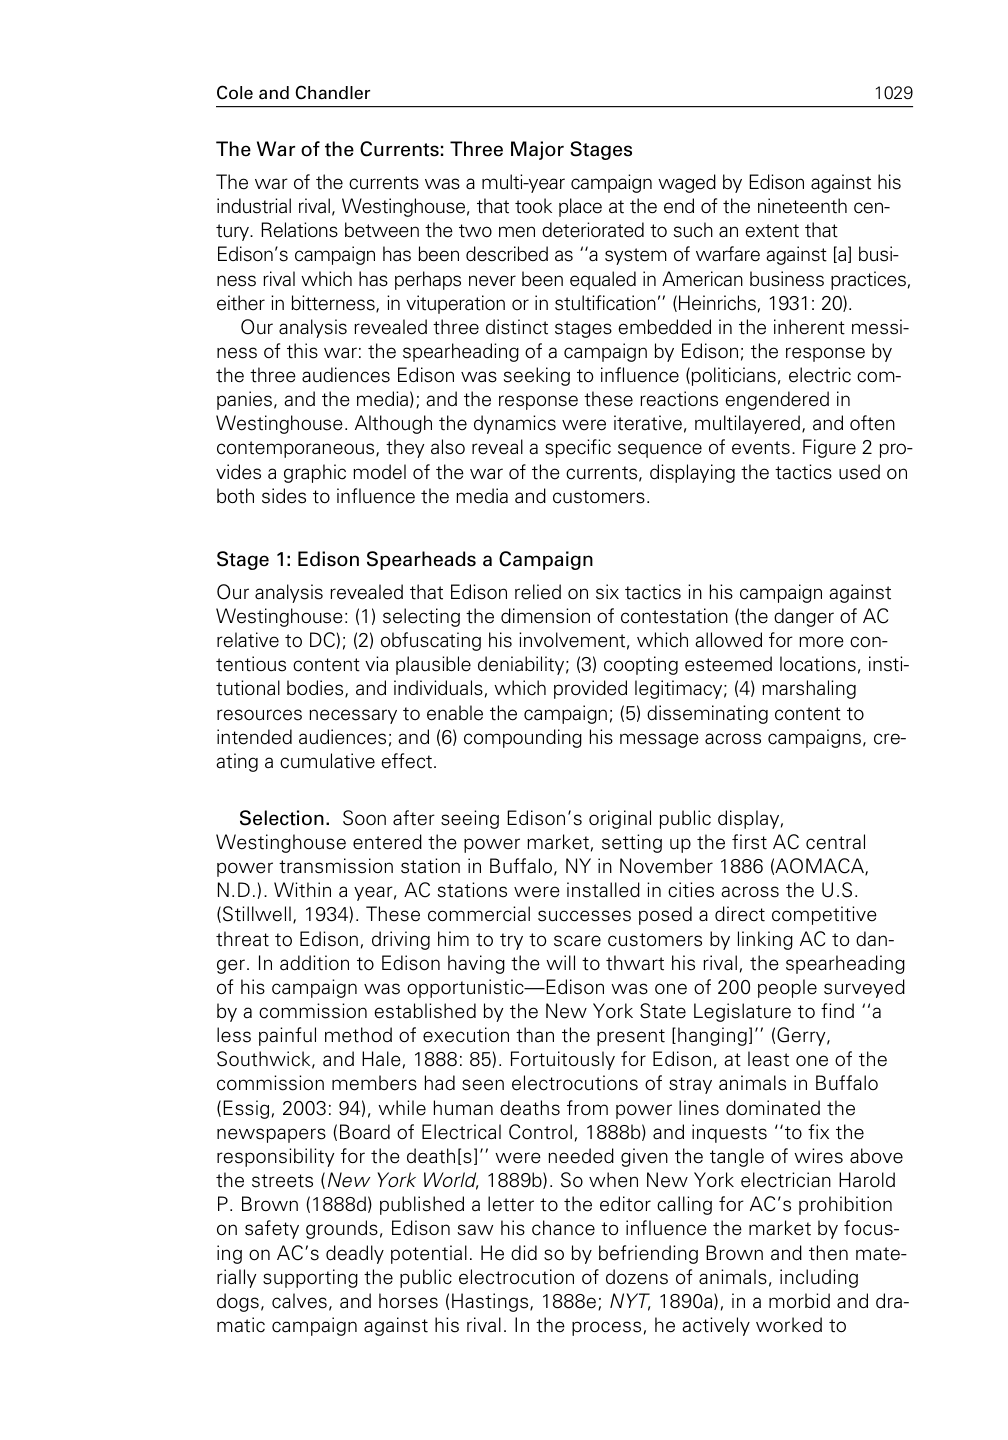 Cole and Chandler 1029
The War of the Currents: Three Major Stages
The war of the currents was a multi-year campaign waged by Edison against his
industrial rival, Westinghouse, that took place at the end of the nineteenth cen-
tury. Relations between the two men deteriorated to such an extent that
Edison’s campaign has been described as ‘‘a system of warfare against [a] busi-
ness rival which has perhaps never been equaled in American business practices,
either in bitterness, in vituperation or in stultification’’ (Heinrichs, 1931: 20).
Our analysis revealed three distinct stages embedded in the inherent messi-
ness of this war: the spearheading of a campaign by Edison; the response by
the three audiences Edison was seeking to influence (politicians, electric com-
panies, and the media); and the response these reactions engendered in
Westinghouse. Although the dynamics were iterative, multilayered, and often
contemporaneous, they also reveal a specific sequence of events. Figure 2 pro-
vides a graphic model of the war of the currents, displaying the tactics used on
both sides to influence the media and customers.
Stage 1: Edison Spearheads a Campaign
Our analysis revealed that Edison relied on six tactics in his campaign against
Westinghouse: (1) selecting the dimension of contestation (the danger of AC
relative to DC); (2) obfuscating his involvement, which allowed for more con-
tentious content via plausible deniability; (3) coopting esteemed locations, insti-
tutional bodies, and individuals, which provided legitimacy; (4) marshaling
resources necessary to enable the campaign; (5) disseminating content to
intended audiences; and (6) compounding his message across campaigns, cre-
ating a cumulative effect.
Selection. Soon after seeing Edison’s original public display,
Westinghouse entered the power market, setting up the first AC central
power transmission station in Buffalo, NY in November 1886 (AOMACA,
N.D.). Within a year, AC stations were installed in cities across the U.S.
(Stillwell, 1934). These commercial successes posed a direct competitive
threat to Edison, driving him to try to scare customers by linking AC to dan-
ger. In addition to Edison having the will to thwart his rival, the spearheading
of his campaign was opportunistic—Edison was one of 200 people surveyed
by a commission established by the New York State Legislature to find ‘‘a
less painful method of execution than the present [hanging]’’ (Gerry,
Southwick, and Hale, 1888: 85). Fortuitously for Edison, at least one of the
commission members had seen electrocutions of stray animals in Buffalo
(Essig, 2003: 94), while human deaths from power lines dominated the
newspapers (Board of Electrical Control, 1888b) and inquests ‘‘to fix the
responsibility for the death[s]’’ were needed given the tangle of wires above
the streets (New York World, 1889b). So when New York electrician Harold
P. Brown (1888d) published a letter to the editor calling for AC’s prohibition
on safety grounds, Edison saw his chance to influence the market by focus-
ing on AC’s deadly potential. He did so by befriending Brown and then mate-
rially supporting the public electrocution of dozens of animals, including
dogs, calves, and horses (Hastings, 1888e; NYT, 1890a), in a morbid and dra-
matic campaign against his rival. In the process, he actively worked to